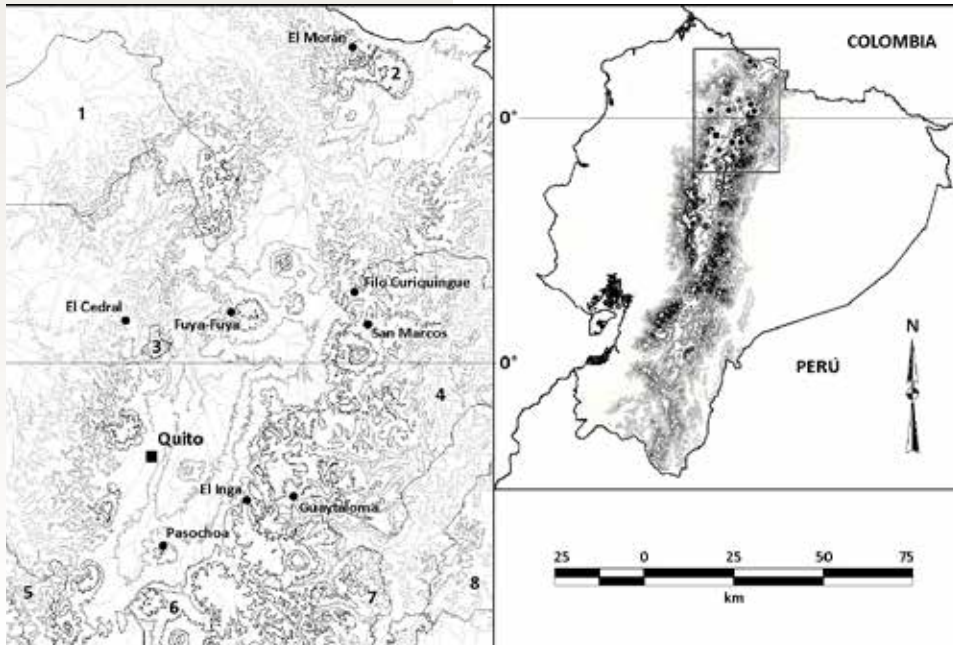 El Morán
2
1
Filo Curiquingue
El Cedral
Fuya-Fuya
San Marcos
3
4
Quito
El Inga
Guaytaloma
Pasochoa
5
6
7
8
COLOMBIA
0°
0°
PERÚ
N
25 0 25 50 75
km